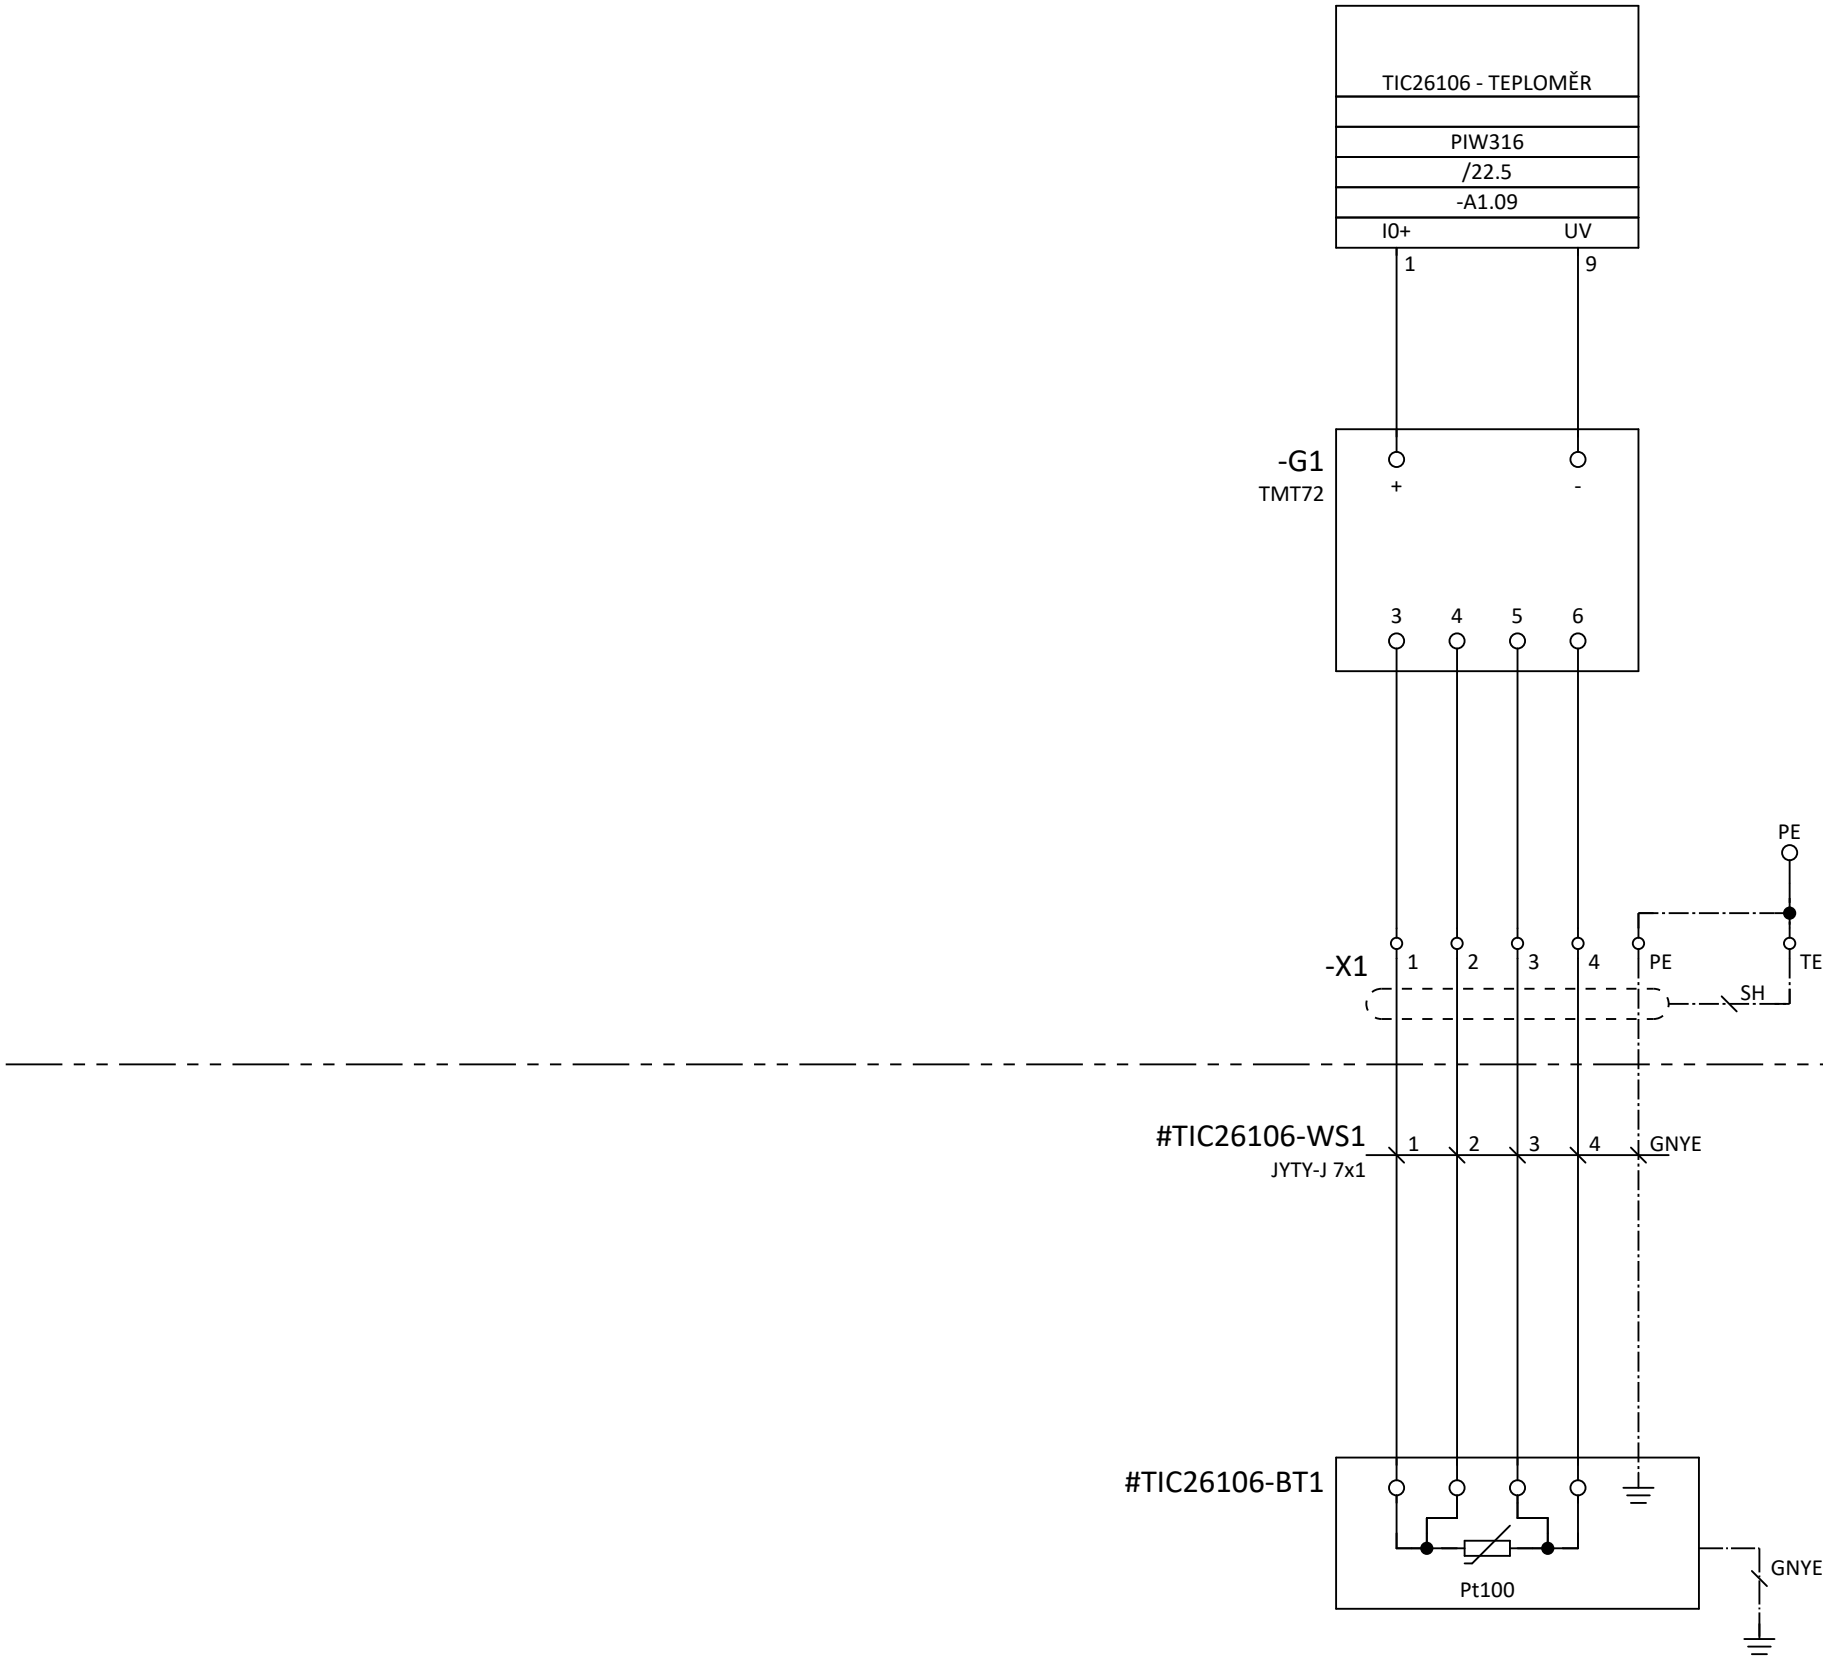 TIC26106 - TEPLOMĚR
PIW316
/22.5
-A1.09
I0+ UV
1 9
-G1
TMT72
+ -
3 4 5 6
PE
-X1 1 2 3 4 PE TE
SH
#TIC26106-WS1 1 2 3 4 GNYE
JYTY-J 7x1
#TIC26106-BT1
GNYE
Pt100